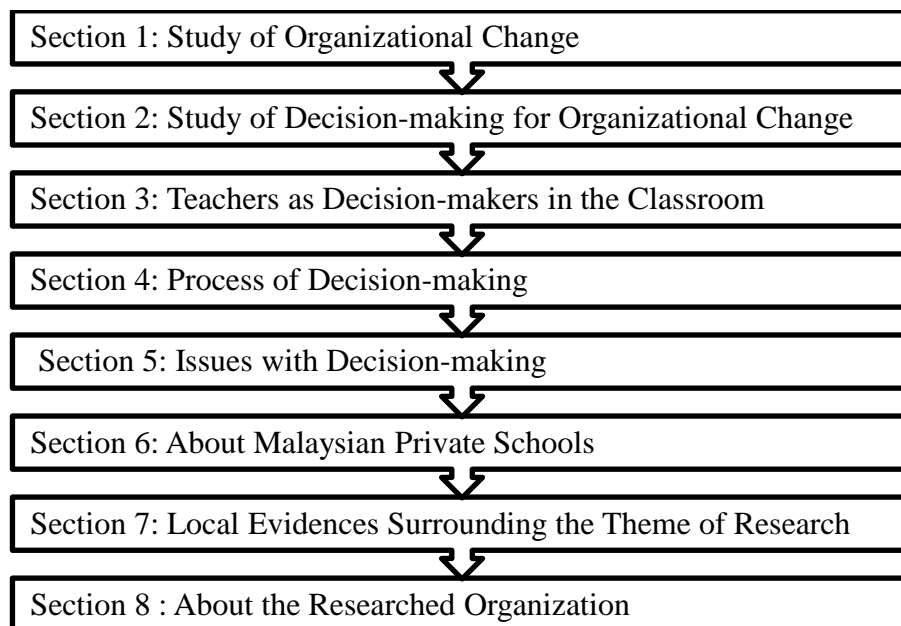 Section 1: Study of Organizational Change
Section 2: Study of Decision-making for Organizational Change
Section 3: Teachers as Decision-makers in the Classroom
Section 4: Process of Decision-making
Section 5: Issues with Decision-making
Section 6: About Malaysian Private Schools
Section 7: Local Evidences Surrounding the Theme of Research
Section 8 : About the Researched Organization